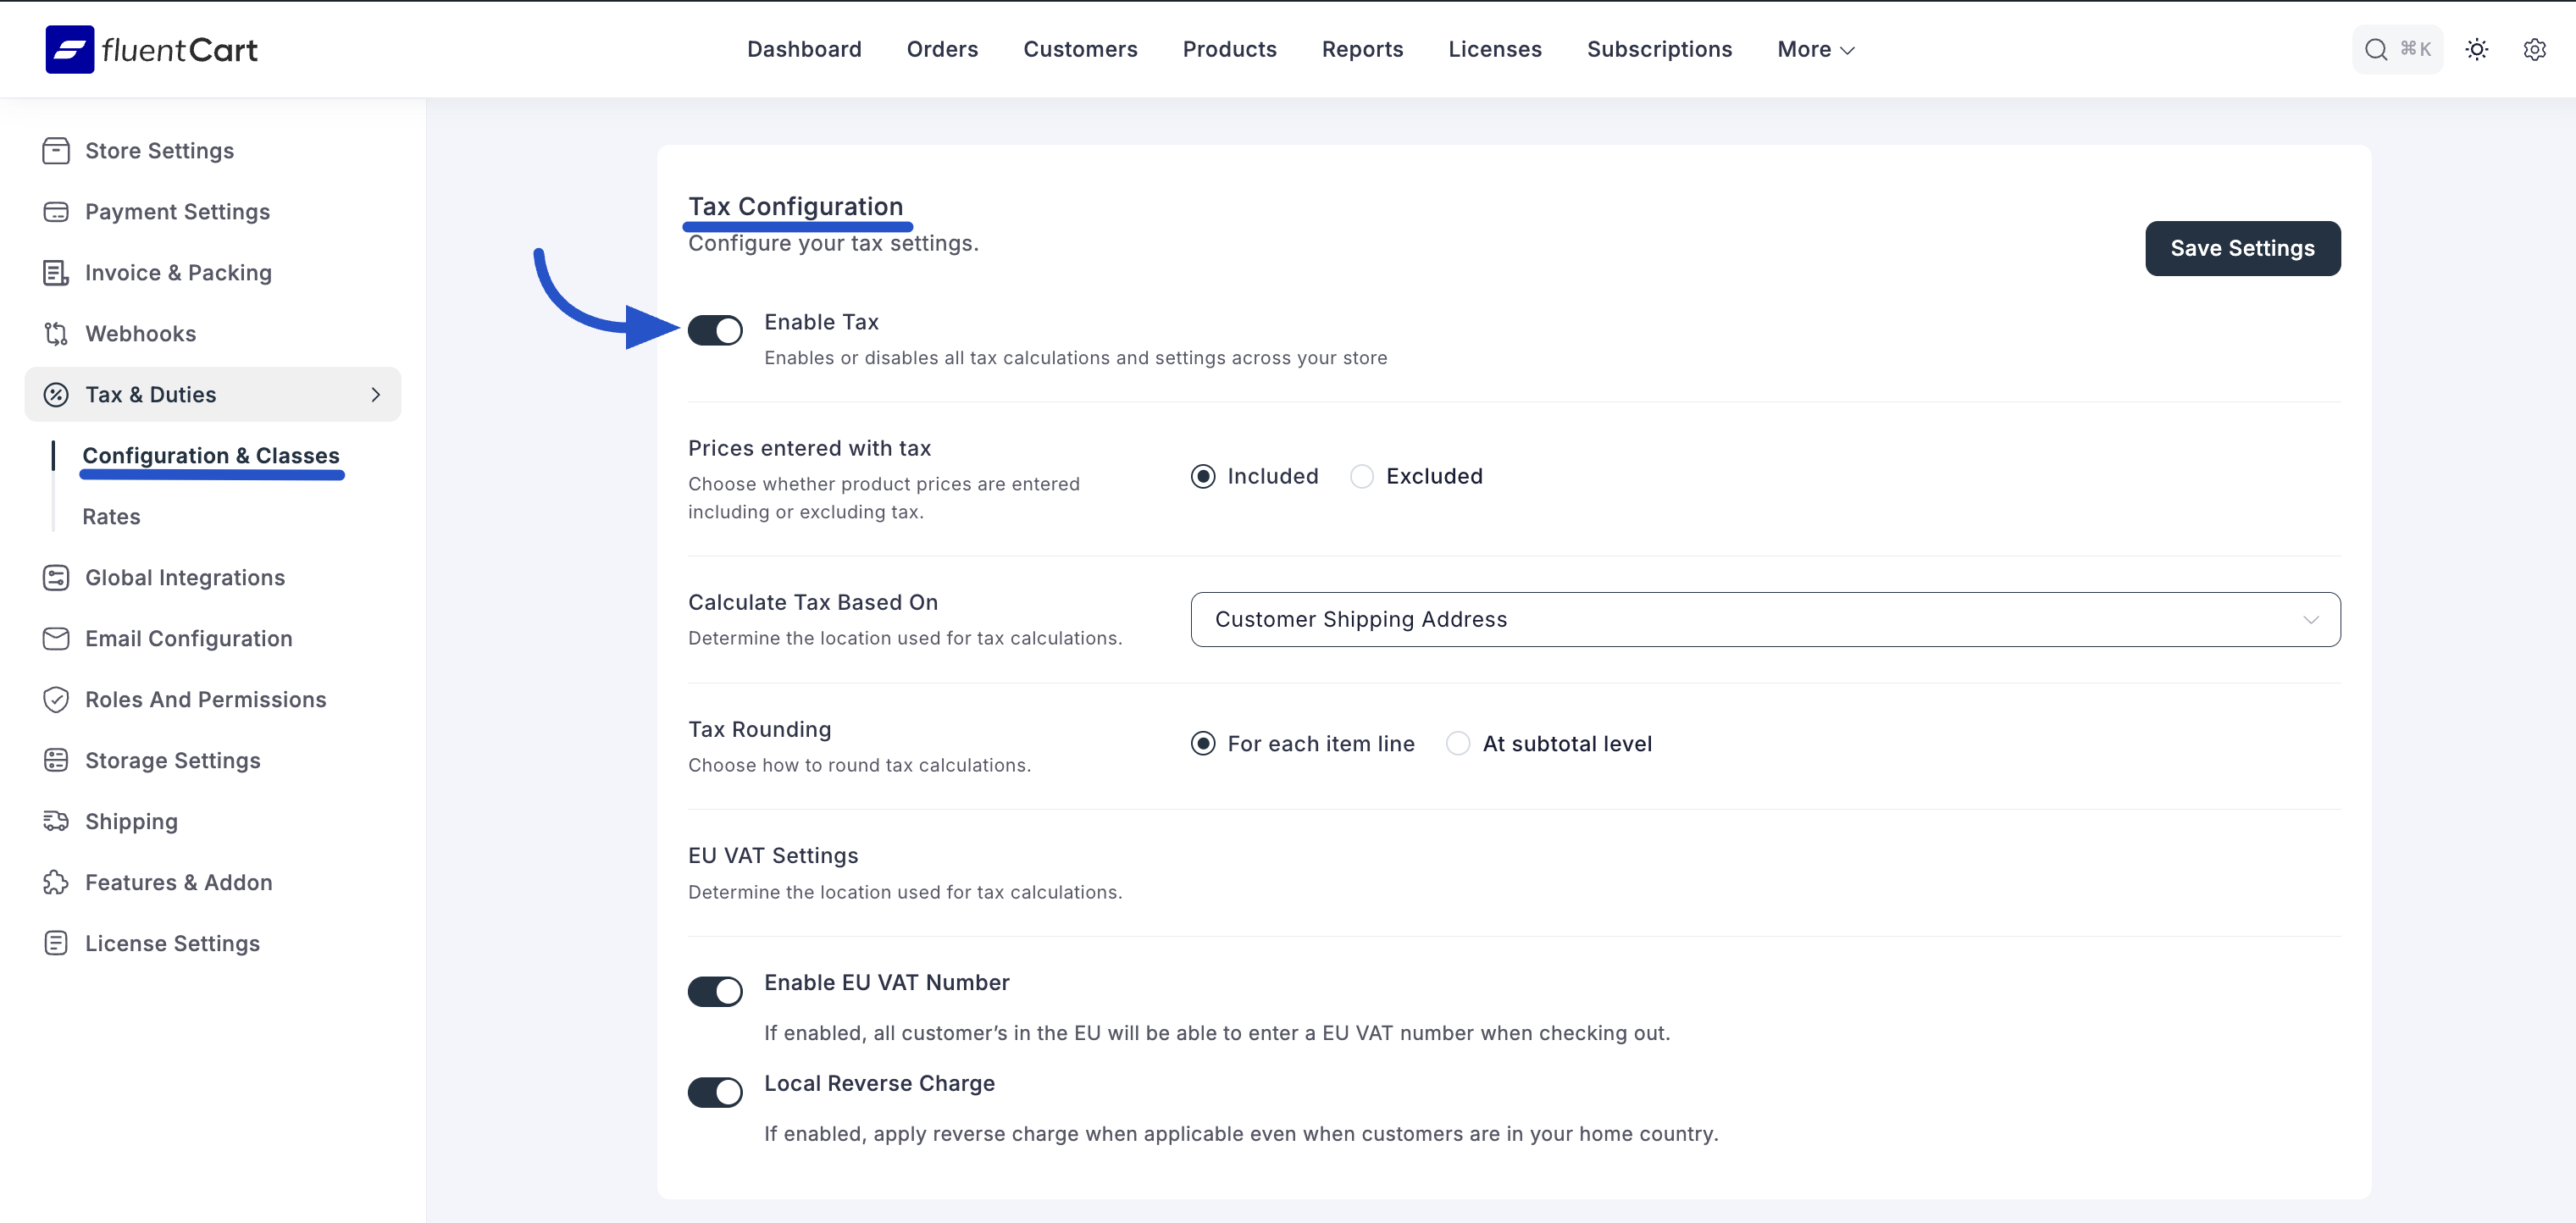 fluentCart
Dashboard
Orders
Customers
Products
Reports
Licenses
Subscriptions
More
⌘ K
Store Settings
Payment Settings
Invoice & Packing
Webhooks
Tax & Duties
Configuration & Classes
Rates
Global Integrations
Email Configuration
Roles And Permissions
Storage Settings
Shipping
Features & Addon
License Settings
Tax Configuration
Configure your tax settings.
Save Settings
Enable Tax
Enables or disables all tax calculations and settings across your store
Prices entered with tax
Choose whether product prices are entered
including or excluding tax.
Included
Excluded
Calculate Tax Based On
Determine the location used for tax calculations.
Customer Shipping Address
Tax Rounding
Choose how to round tax calculations.
For each item line
At subtotal level
EU VAT Settings
Determine the location used for tax calculations.
Enable EU VAT Number
If enabled, all customer’s in the EU will be able to enter a EU VAT number when checking out.
Local Reverse Charge
If enabled, apply reverse charge when applicable even when customers are in your home country.